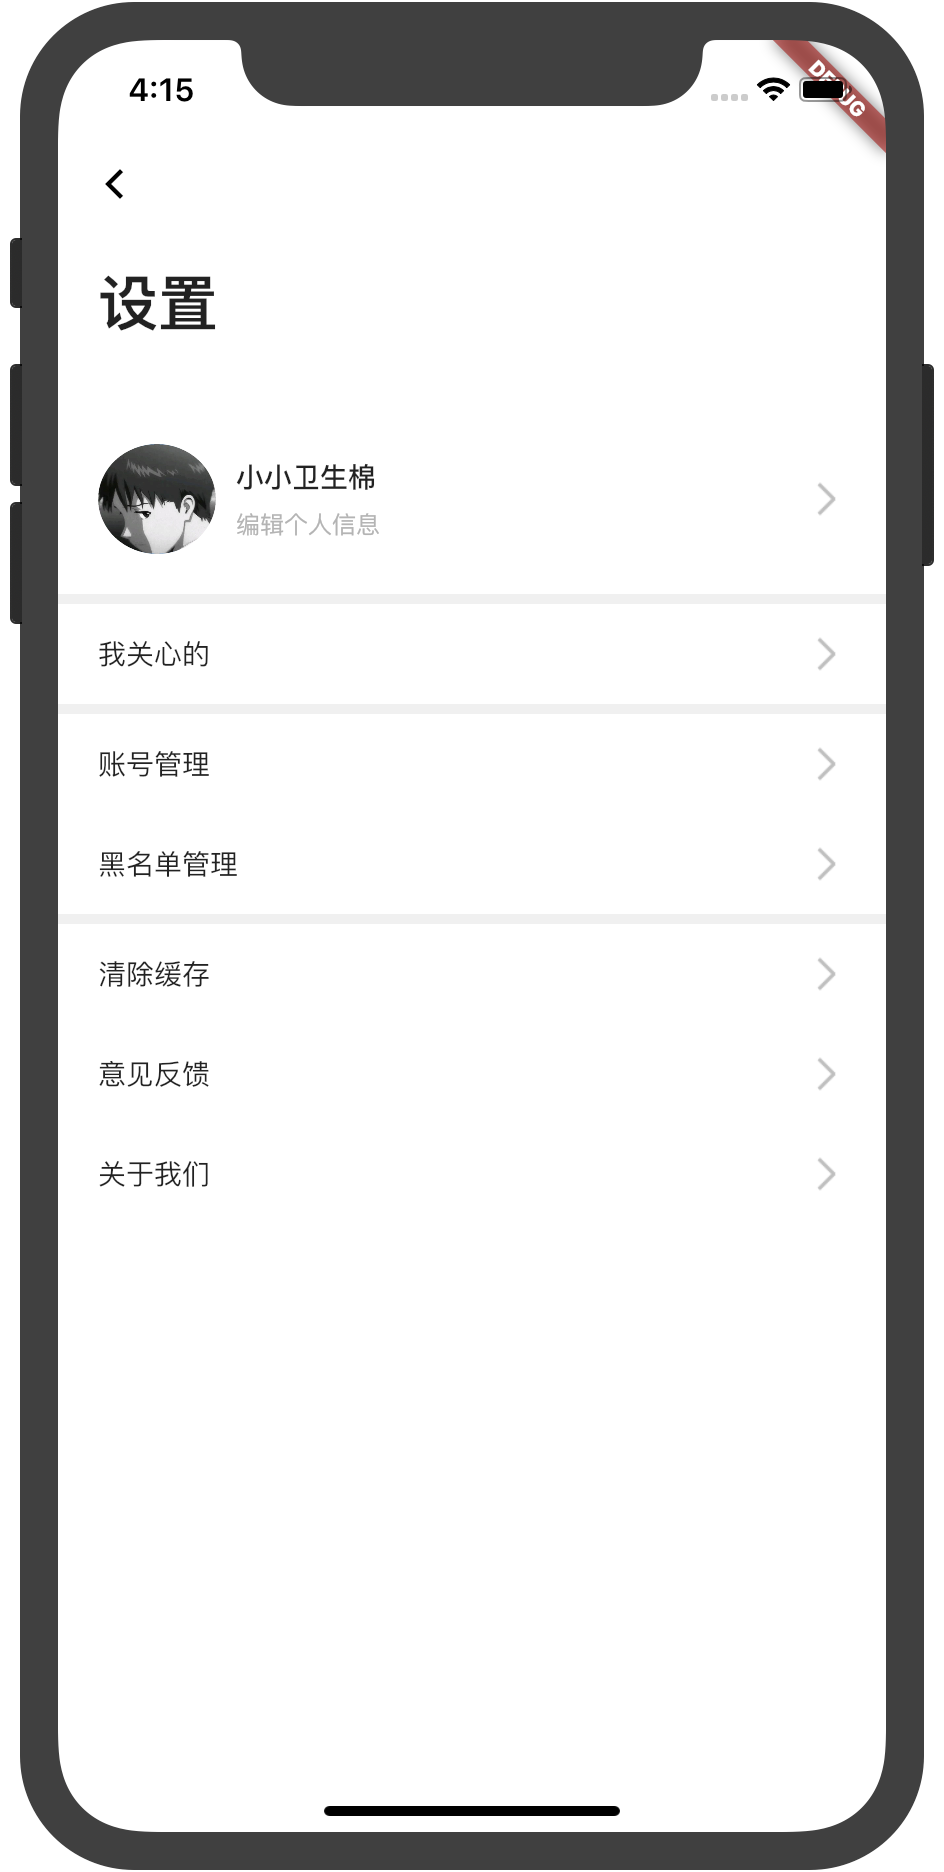 4:15
设置
小小卫生棉
编辑个人信息
我关心的
账号管理
黑名单管理
清除缓存
意见反馈
关于我们